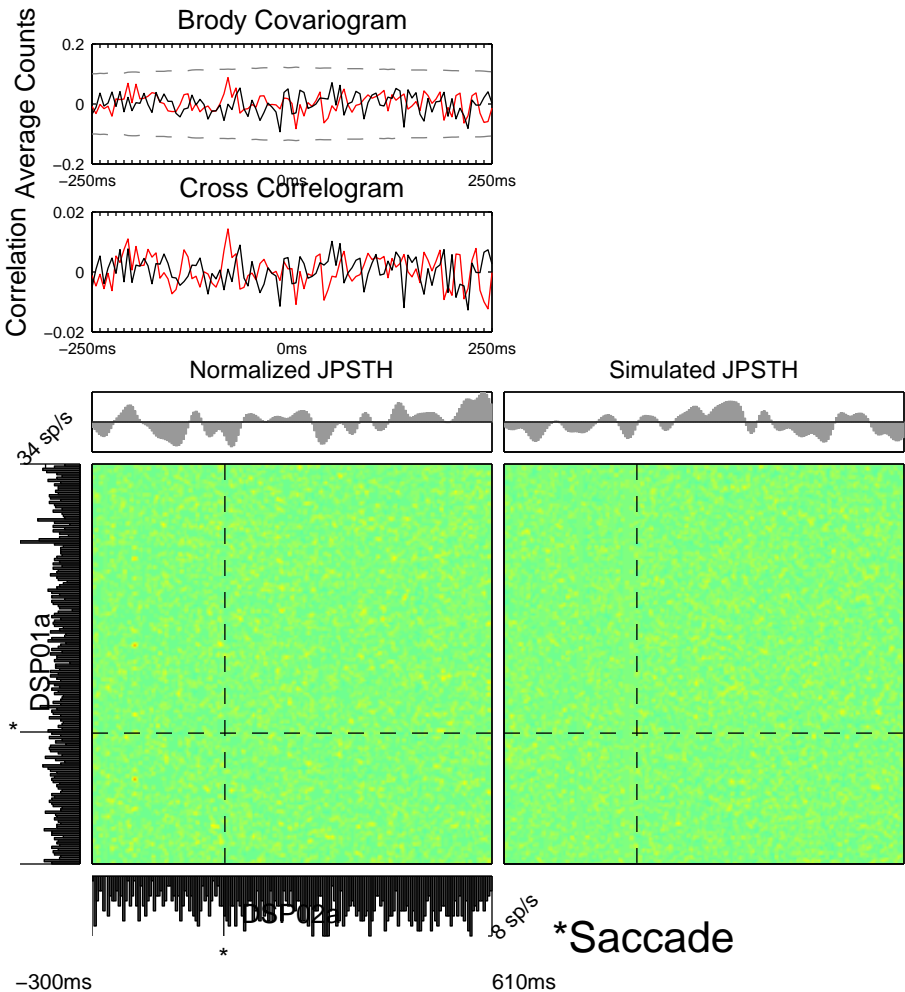 Brody Covariogram
Average Counts
0.2
0
−0.2
−250ms
0ms
250ms
Cross Correlogram
Correlation
0.02
0
−0.02
−250ms
0ms
250ms
Normalized JPSTH
Simulated JPSTH
34 sp/s
DSP01a
*
DSP02a
8 sp/s
*
*Saccade
−300ms
610ms